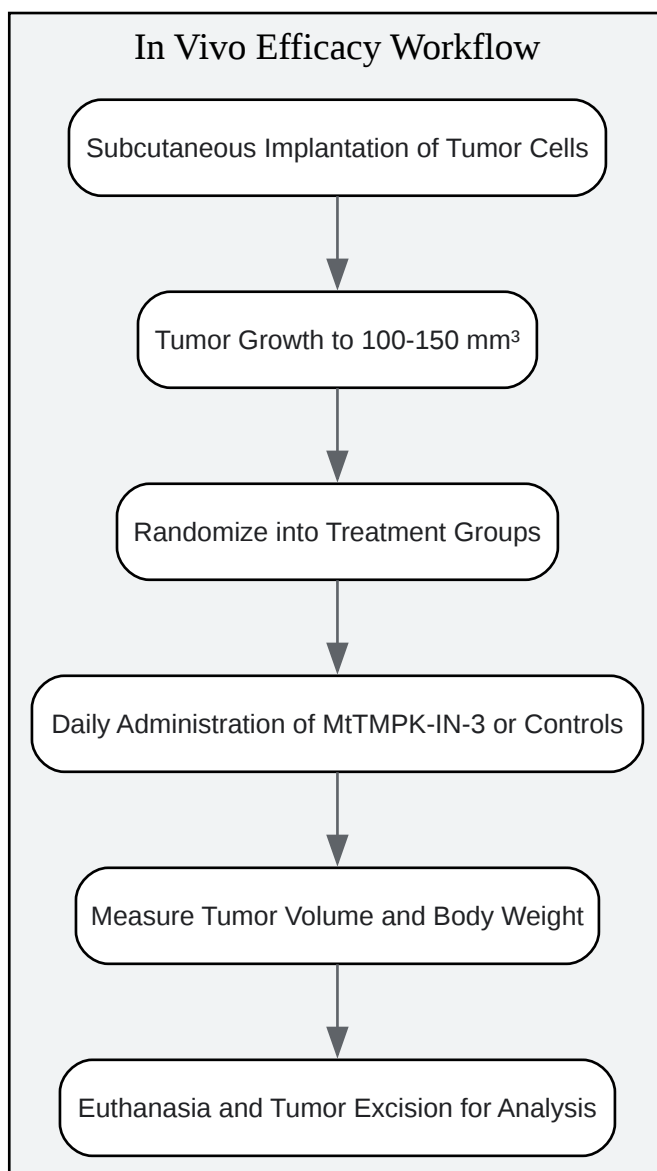 In Vivo Efficacy Workflow
Subcutaneous Implantation of Tumor Cells
Tumor Growth to 100-150 mm³
Randomize into Treatment Groups
Daily Administration of MtTMPK-IN-3 or Controls
Measure Tumor Volume and Body Weight
Euthanasia and Tumor Excision for Analysis